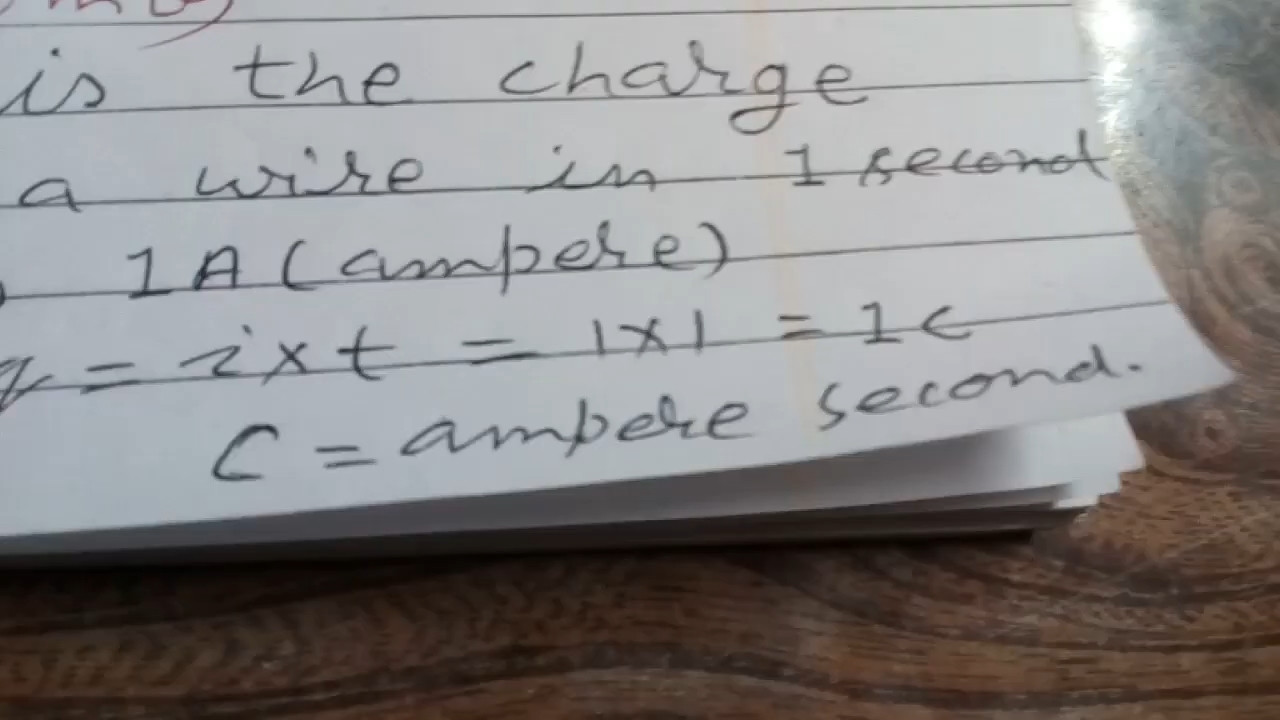 is the charge
a wire in 1 second
1A (ampere)
q = i x t = 1x1 = 1C
C = ampere second.